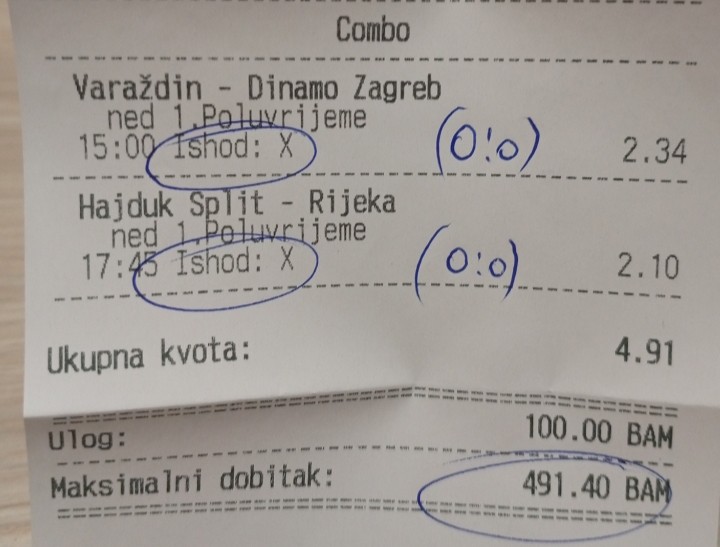 Combo
Varaždin - Dinamo Zagreb
ned 1.Poluvrijeme
15:00 Ishod: X (0:0) 2.34
Hajduk Split - Rijeka
ned 1.Poluvrijeme
17:45 Ishod: X (0:0) 2.10
Ukupna kvota: 4.91
Ulog: 100.00 BAM
Maksimalni dobitak: 491.40 BAM